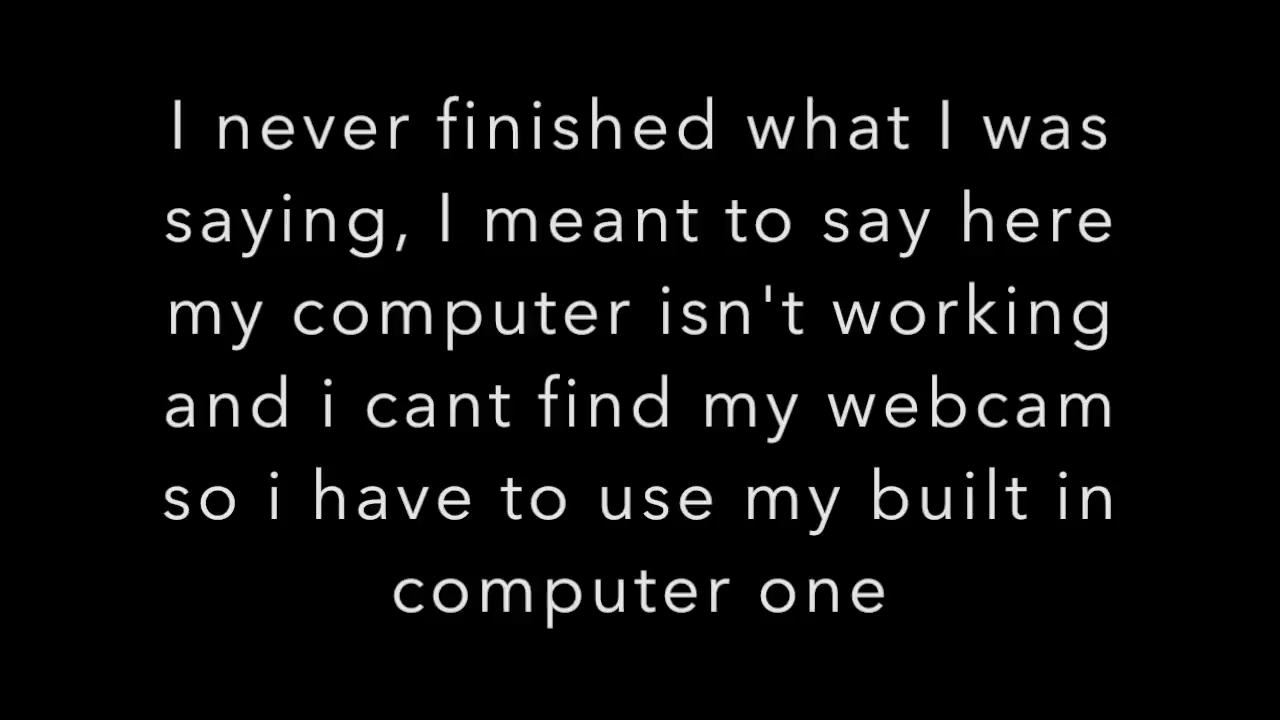 I never finished what I was
saying, I meant to say here
my computer isn't working
and i cant find my webcam
so i have to use my built in
computer one